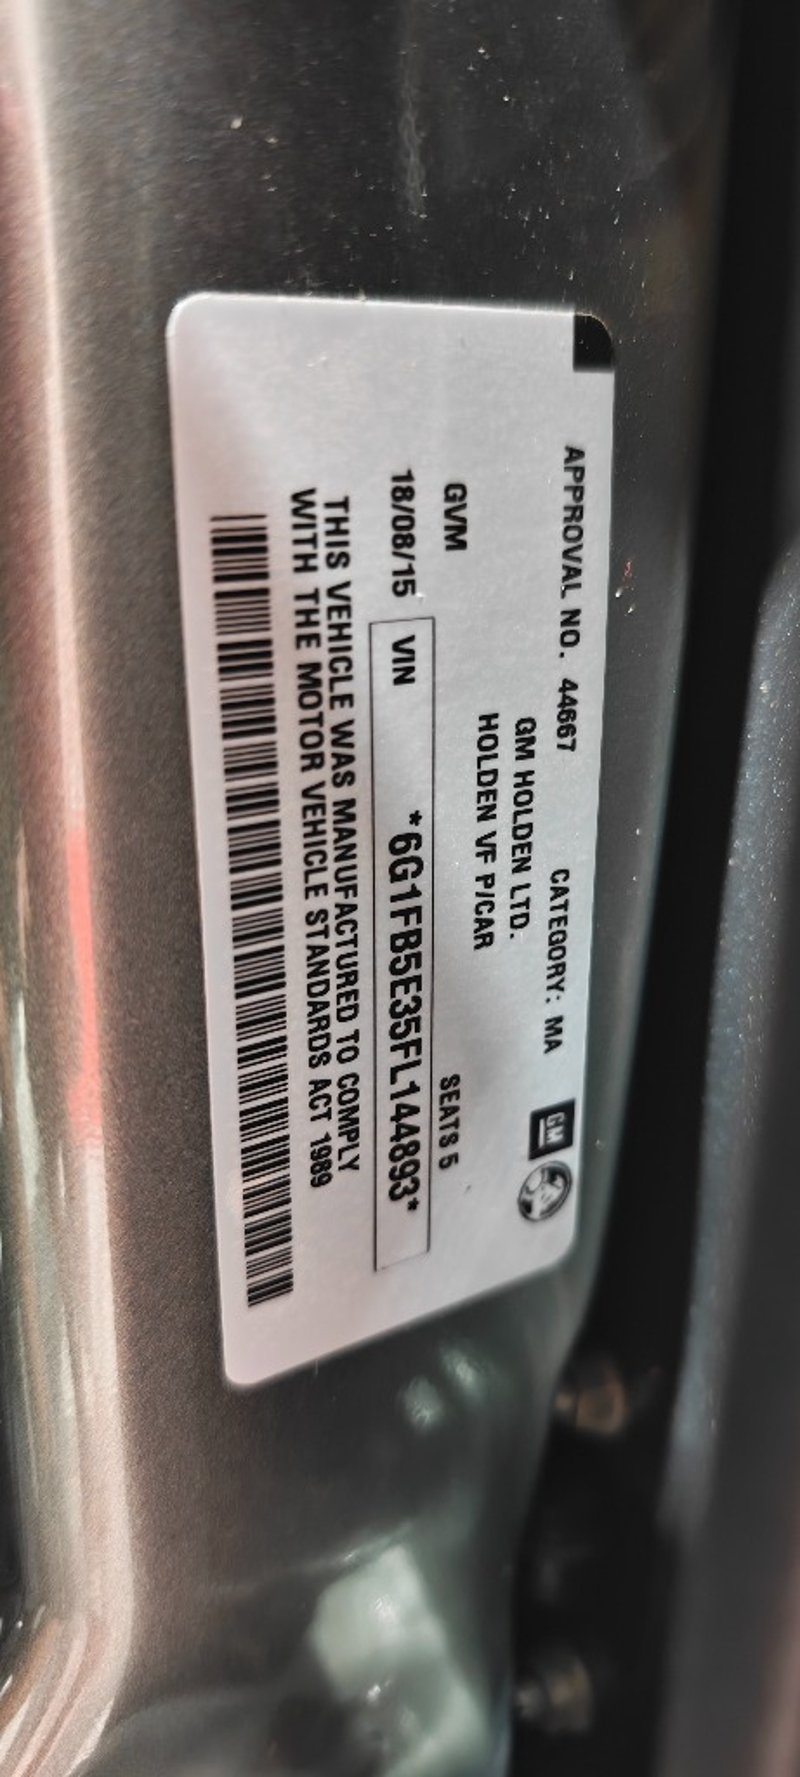 APPROVAL NO. 44667 CATEGORY: MA
GM
GM HOLDEN LTD.
HOLDEN VF P/CAR
GVM SEATS 5
18/08/15 VIN *6G1FB5E35FL144893*
THIS VEHICLE WAS MANUFACTURED TO COMPLY
WITH THE MOTOR VEHICLE STANDARDS ACT 1989